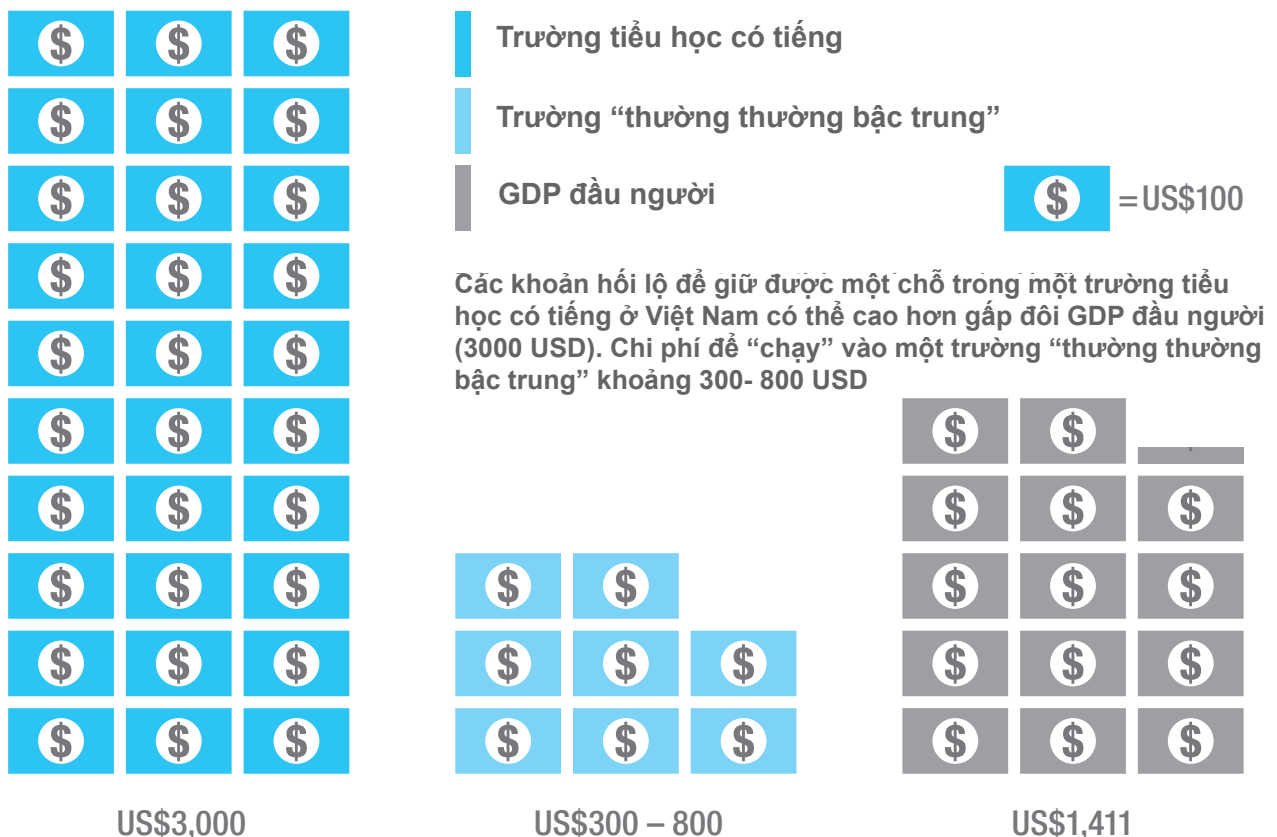 Trường tiểu học có tiếng
Trường “thường thường bậc trung”
GDP đầu người
$ =US$100
Các khoản hối lộ để giữ được một chỗ trong một trường tiểu
học có tiếng ở Việt Nam có thể cao hơn gấp đôi GDP đầu người
(3000 USD). Chi phí để “chạy” vào một trường “thường thường
bậc trung” khoảng 300- 800 USD
$ $ $
$ $ $
$ $ $
$ $ $
$ $ $
$ $ $
$ $ $
$ $ $
$ $ $
$ $ $
US$3,000
$ $
$ $ $
$ $ $
US$300 – 800
$ $
$ $ $
$ $ $
$ $ $
$ $ $
US$1,411